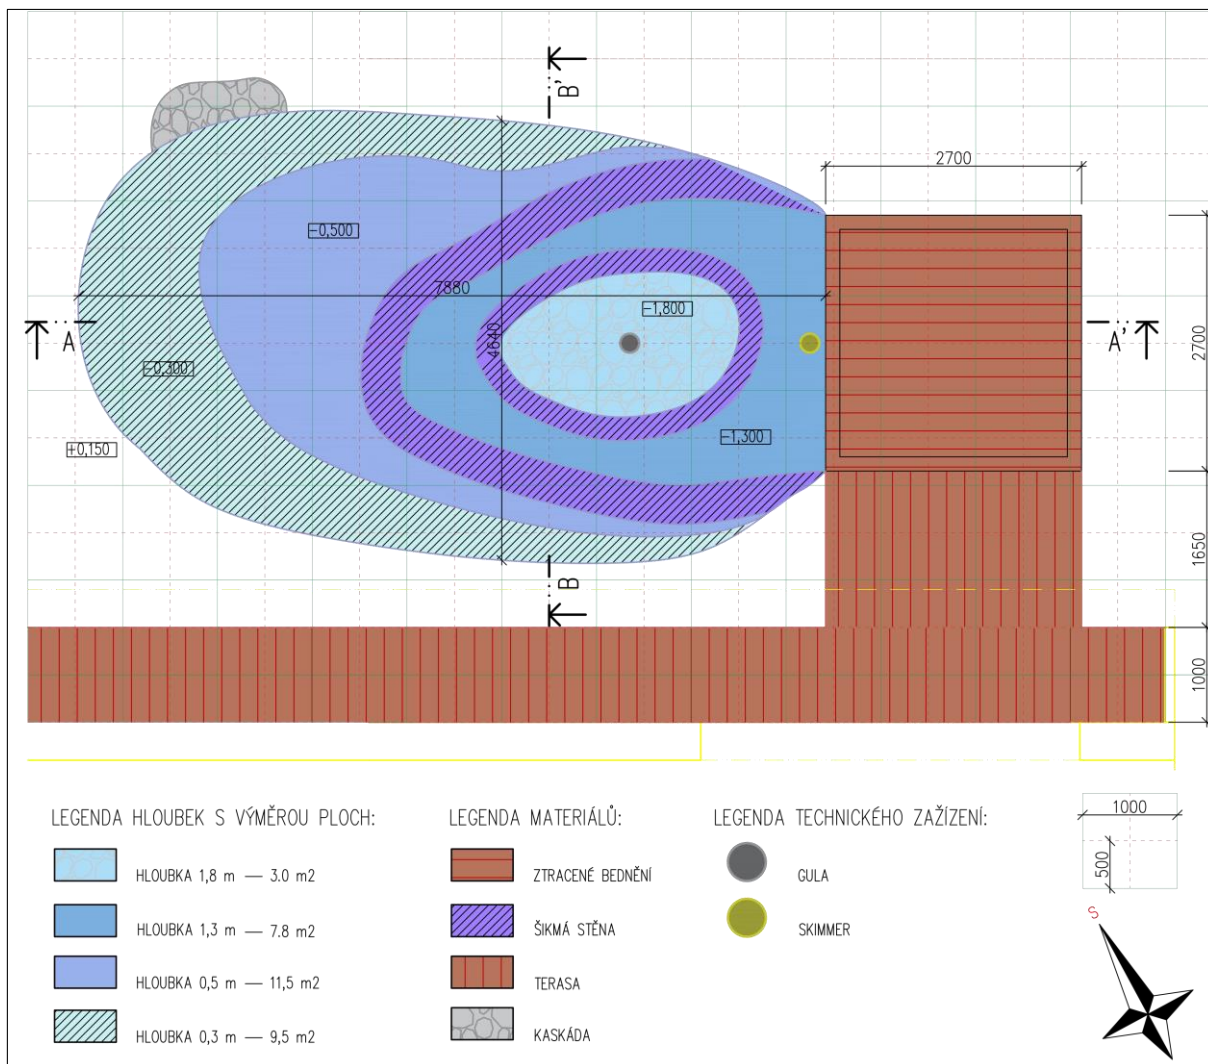 B'
2700
-0,500
7880
-1,800
4640
A
A'
2700
-0,300
-1,300
+0,150
1650
B
1000
LEGENDA HLOUBEK S VÝMĚROU PLOCH:
HLOUBKA 1,8 m — 3.0 m2
HLOUBKA 1,3 m — 7.8 m2
HLOUBKA 0,5 m — 11,5 m2
HLOUBKA 0,3 m — 9,5 m2
LEGENDA MATERIÁLŮ:
ZTRACENÉ BEDNĚNÍ
ŠIKMÁ STĚNA
TERASA
KASKÁDA
LEGENDA TECHNICKÉHO ZAŽÍZENÍ:
GULA
SKIMMER
1000
500
S